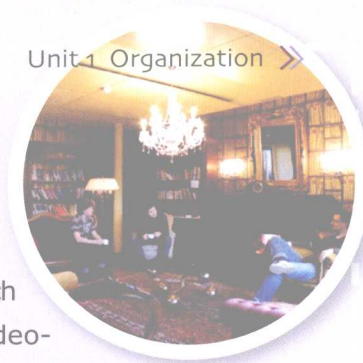 Unit 1 Organization »
th
deo-